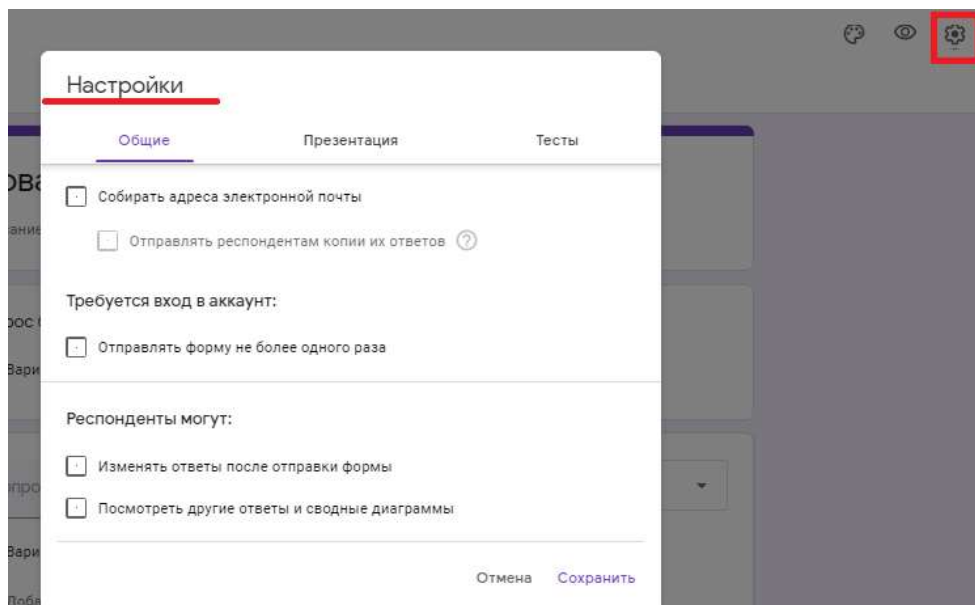 Настройки
Общие Презентация Тесты
Собирать адреса электронной почты
Отправлять респондентам копии их ответов ?
Требуется вход в аккаунт:
Отправлять форму не более одного раза
Респонденты могут:
Изменять ответы после отправки формы
Посмотреть другие ответы и сводные диаграммы
Отмена Сохранить